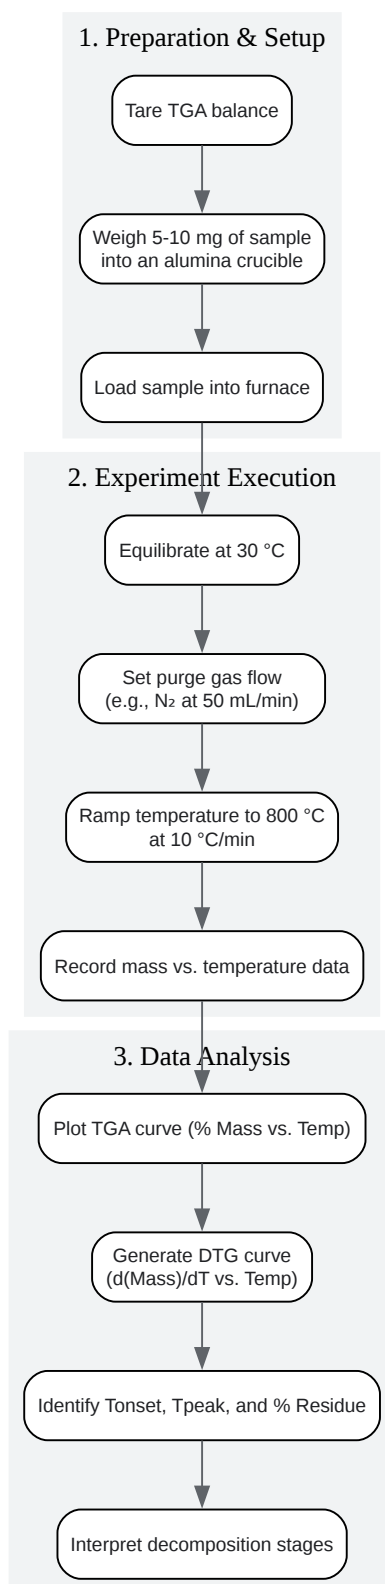 1. Preparation & Setup
Tare TGA balance
Weigh 5-10 mg of sample
into an alumina crucible
Load sample into furnace
2. Experiment Execution
Equilibrate at 30 °C
Set purge gas flow
(e.g., N₂ at 50 mL/min)
Ramp temperature to 800 °C
at 10 °C/min
Record mass vs. temperature data
3. Data Analysis
Plot TGA curve (% Mass vs. Temp)
Generate DTG curve
(d(Mass)/dT vs. Temp)
Identify Tonset, Tpeak, and % Residue
Interpret decomposition stages